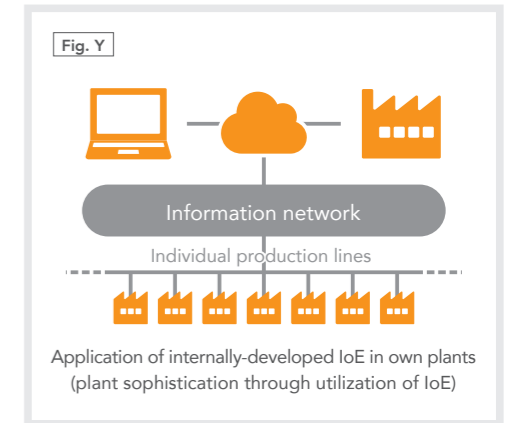 Fig. Y
Information network
Individual production lines
Application of internally-developed IoE in own plants
(plant sophistication through utilization of IoE)